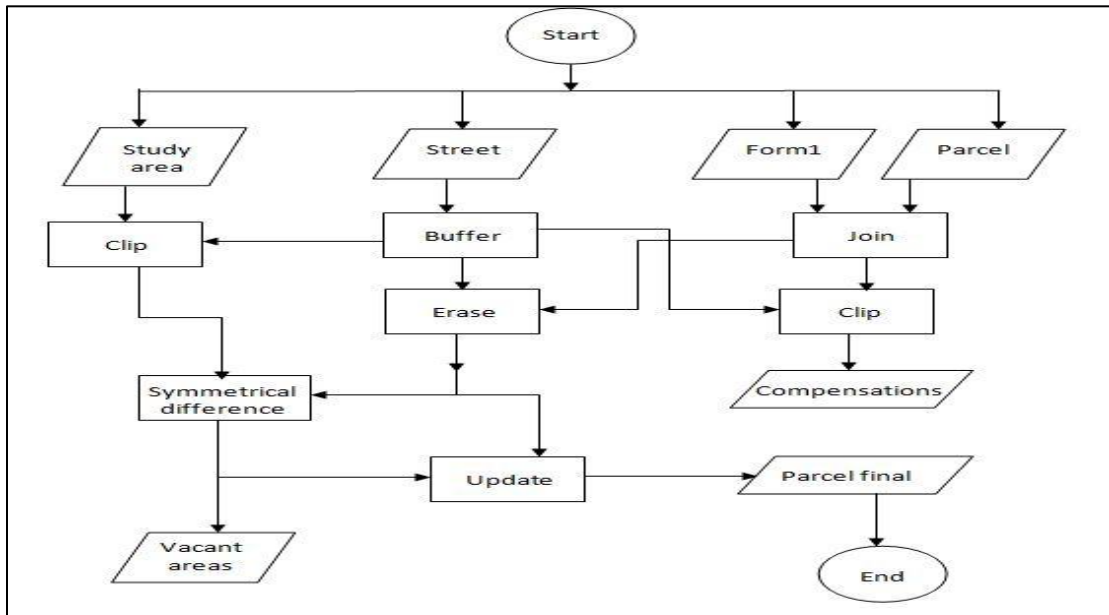 Start
Study
area
Street
Form1
Parcel
Clip
Buffer
Join
Erase
Clip
Symmetrical
difference
Compensations
Update
Parcel final
Vacant
areas
End